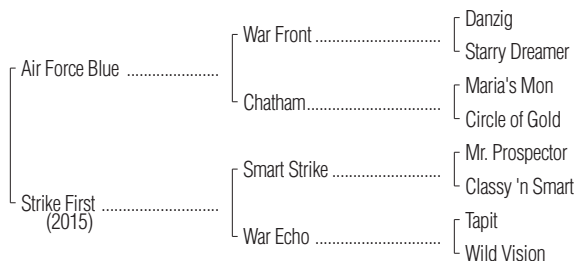 Danzig
War Front
Starry Dreamer
Air Force Blue
Maria's Mon
Chatham
Circle of Gold
Mr. Prospector
Smart Strike
Classy 'n Smart
Strike First
(2015)
Tapit
War Echo
Wild Vision